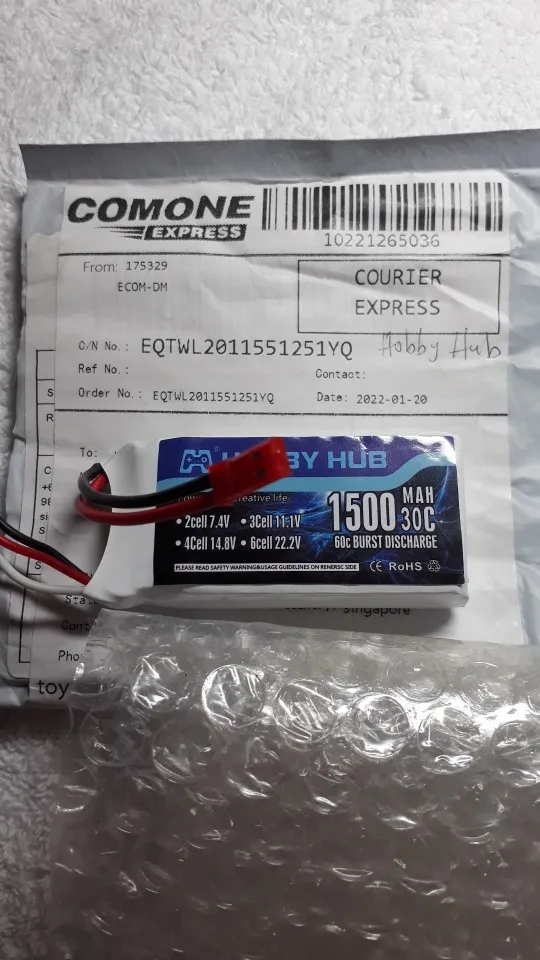 COMONE
EXPRESS
10221265036
From: 175329
ECOM-DM
COURIER
EXPRESS
C/N No.: EQTWL2011551251YQ
Hobby Hub
Ref No.:
Contact:
Order No.: EQTWL2011551251YQ
Date: 2022-01-20
To:
BY HUB
creative life
• 2cell 7.4V • 3Cell 11.1V
• 4Cell 14.8V • 6cell 22.2V
1500 MAH
30C
60c BURST DISCHARGE
PLEASE READ SAFETY WARNING&USAGE GUIDELINES ON RENERSC SIDE
CE RoHS
Singapore
toy